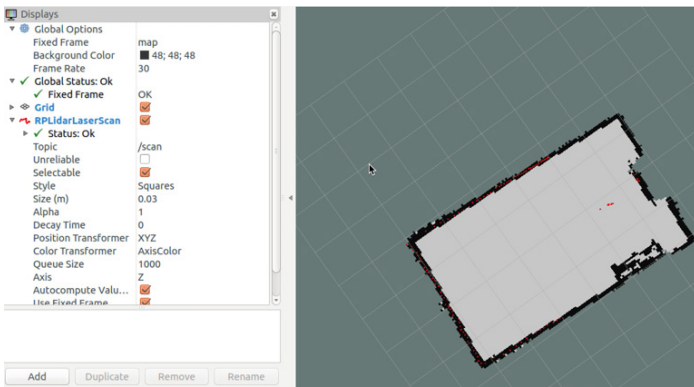 Displays
Global Options
Fixed Frame map
Background Color 48; 48; 48
Frame Rate 30
Global Status: Ok
Fixed Frame OK
Grid
RPLidarLaserScan
Status: Ok
Topic /scan
Unreliable
Selectable
Style Squares
Size (m) 0.03
Alpha 1
Decay Time 0
Position Transformer XYZ
Color Transformer AxisColor
Queue Size 1000
Axis Z
Autocompute Valu...
Use Fixed Frame
Add Duplicate Remove Rename